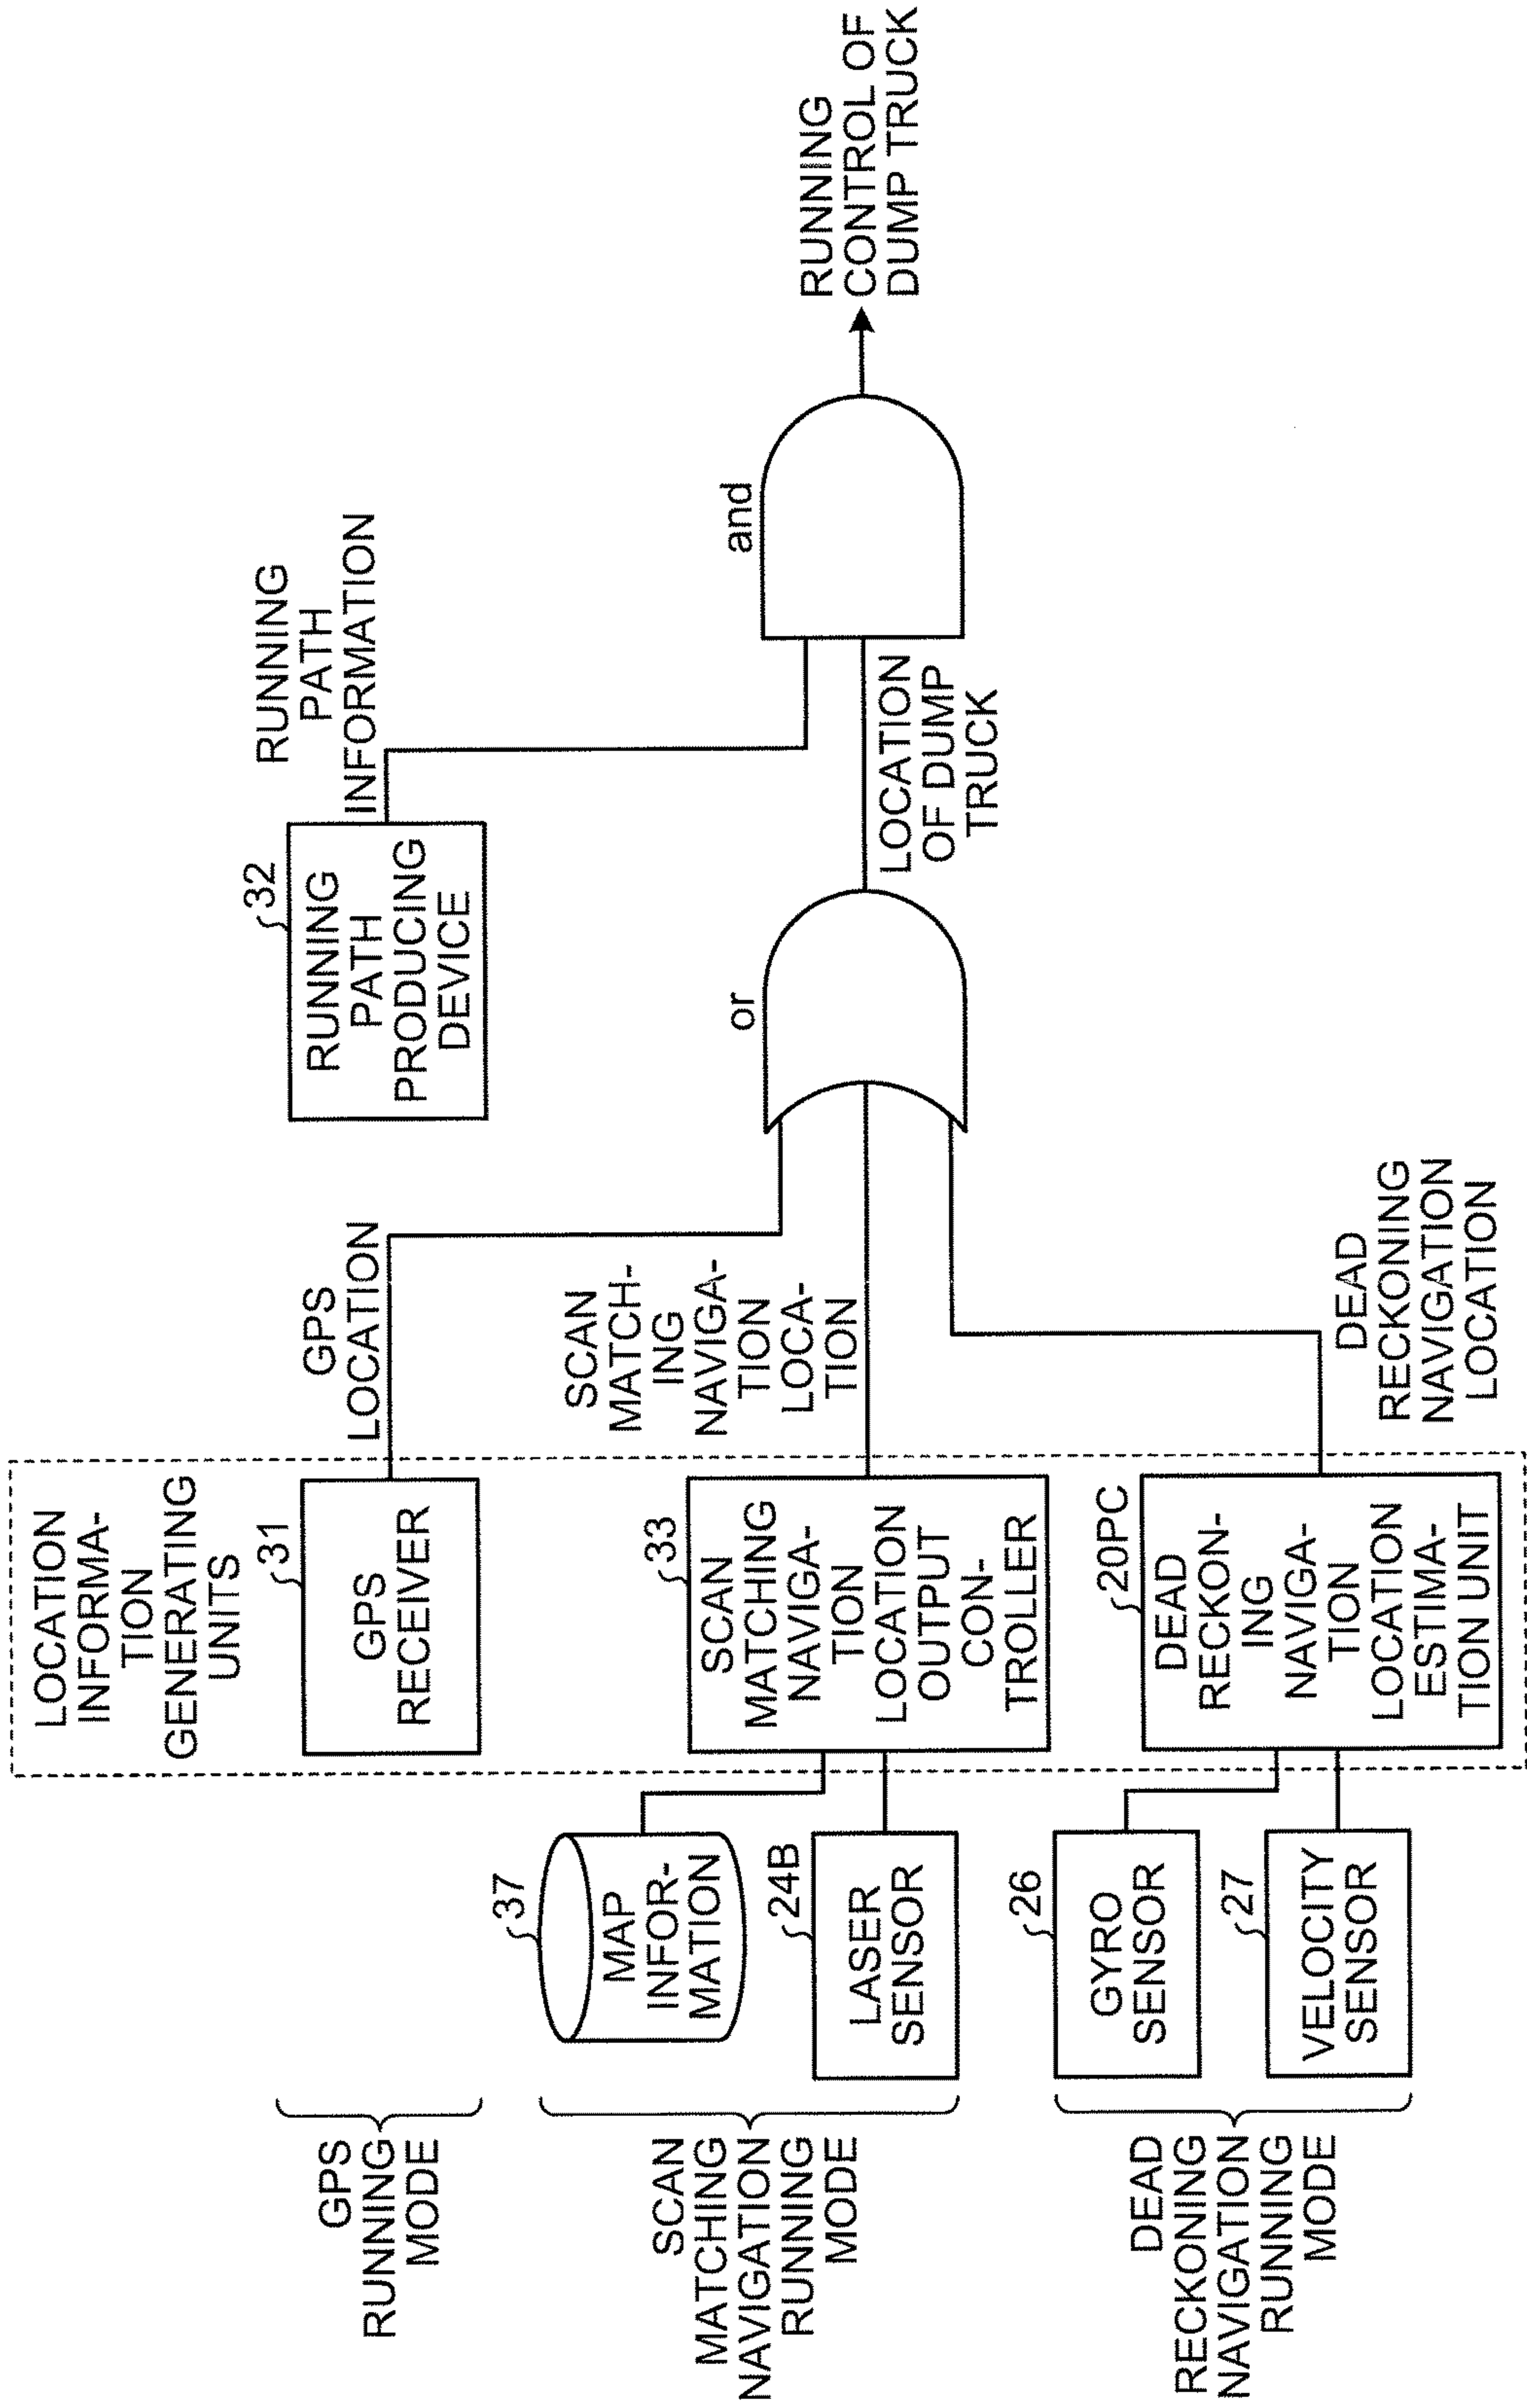 GPS
RUNNING
MODE
SCAN
MATCHING
NAVIGATION
RUNNING
MODE
DEAD
RECKONING
NAVIGATION
RUNNING
MODE
37
MAP
INFOR-
MATION
24B
LASER
SENSOR
26
GYRO
SENSOR
27
VELOCITY
SENSOR
LOCATION
INFORMA-
TION
GENERATING
UNITS
31
GPS
RECEIVER
33
SCAN
MATCHING
NAVIGA-
TION
LOCATION
OUTPUT
CON-
TROLLER
20PC
DEAD
RECKON-
ING
NAVIGA-
TION
LOCATION
ESTIMA-
TION UNIT
GPS
LOCATION
SCAN
MATCH-
ING
NAVIGA-
TION
LOCA-
TION
DEAD
RECKONING
NAVIGATION
LOCATION
or
32
RUNNING
PATH
PRODUCING
DEVICE
RUNNING
PATH
INFORMATION
LOCATION
OF DUMP
TRUCK
and
RUNNING
CONTROL OF
DUMP TRUCK